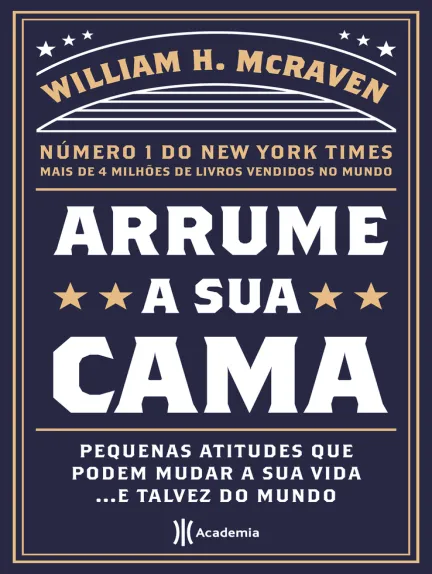 WILLIAM H. McRAVEN
NÚMERO 1 DO NEW YORK TIMES
MAIS DE 4 MILHÕES DE LIVROS VENDIDOS NO MUNDO
ARRUME
A SUA
CAMA
PEQUENAS ATITUDES QUE
PODEM MUDAR A SUA VIDA
...E TALVEZ DO MUNDO
Academia